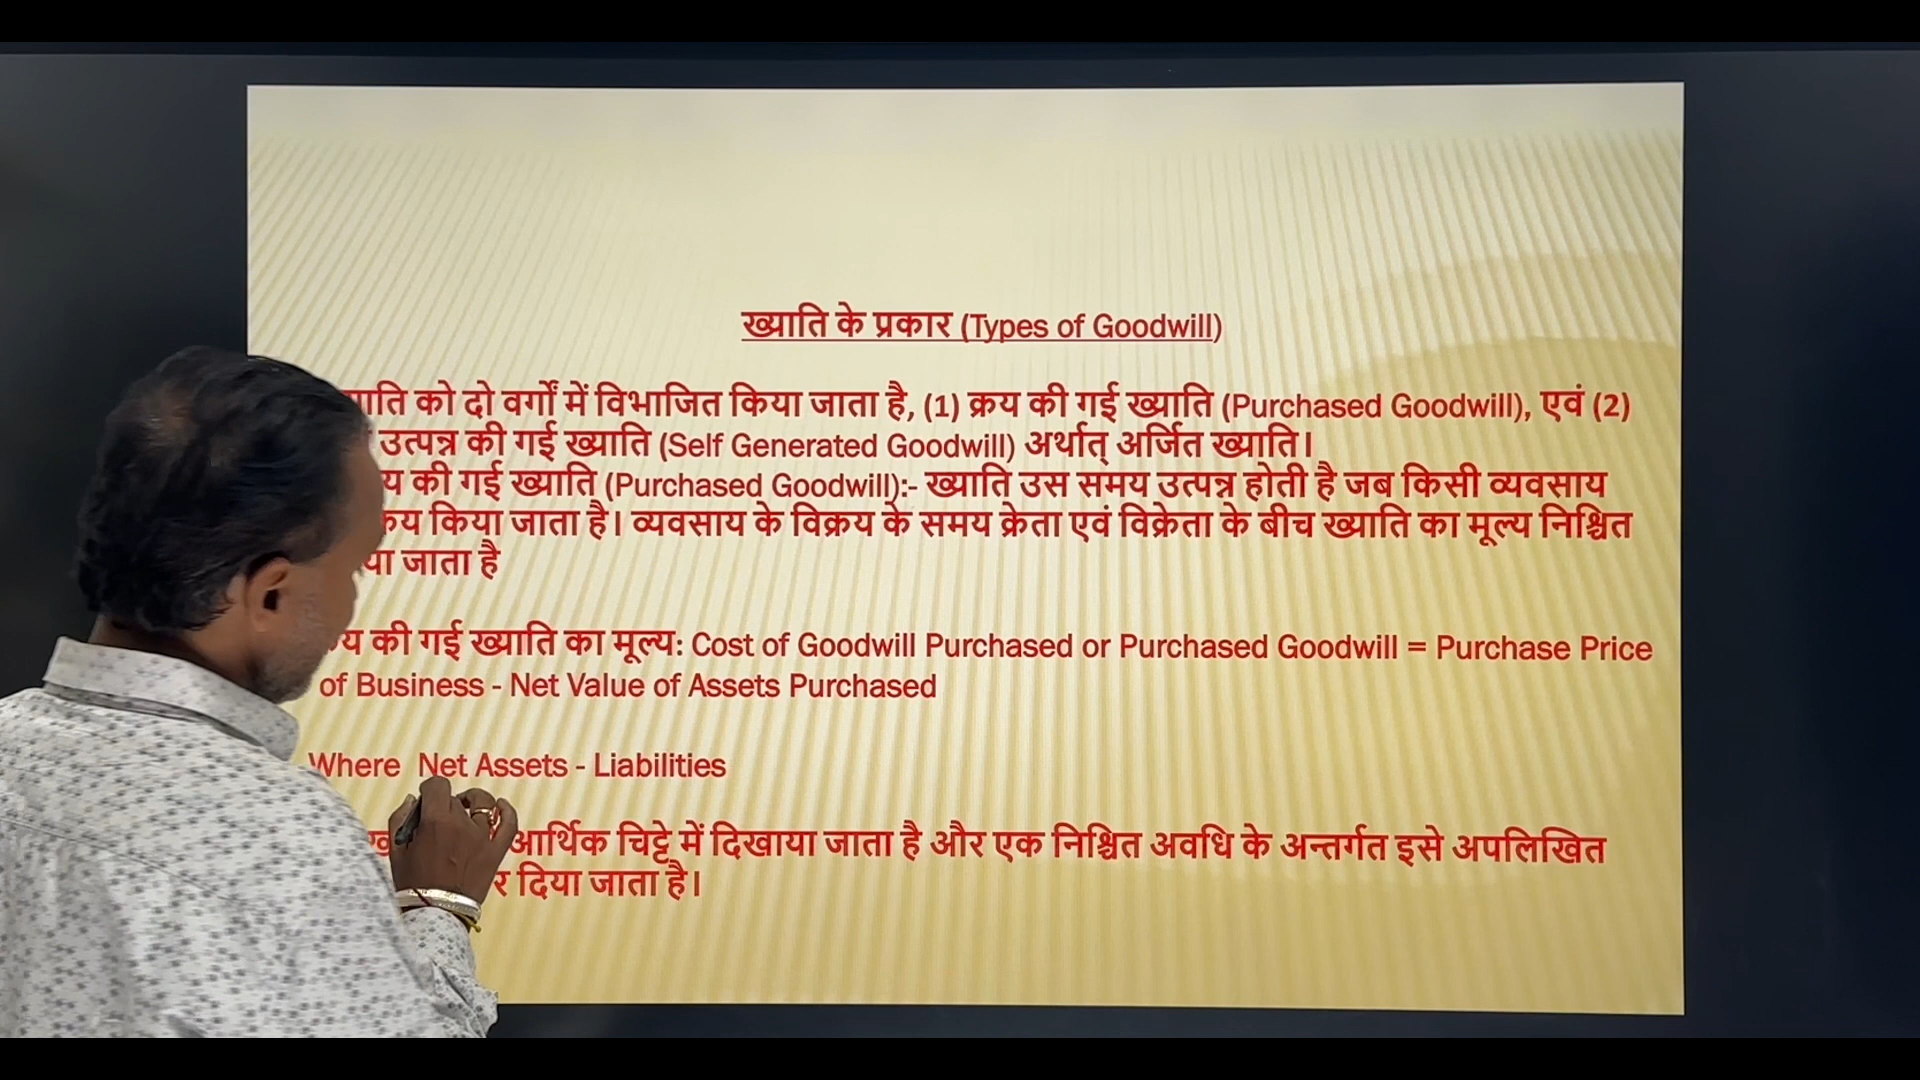 ख्याति के प्रकार (Types of Goodwill)
को दो वर्गों में विभाजित किया जाता है, (1) क्रय की गई ख्याति (Purchased Goodwill), एवं (2)
उत्पन्न की गई ख्याति (Self Generated Goodwill) अर्थात् अर्जित ख्याति।
की गई ख्याति (Purchased Goodwill):- ख्याति उस समय उत्पन्न होती है जब किसी व्यवसाय
किया जाता है। व्यवसाय के विक्रय के समय क्रेता एवं विक्रेता के बीच ख्याति का मूल्य निश्चित
जाता है
की गई ख्याति का मूल्य: Cost of Goodwill Purchased or Purchased Goodwill = Purchase Price
of Business - Net Value of Assets Purchased
Where Net Assets - Liabilities
आर्थिक चिट्टे में दिखाया जाता है और एक निश्चित अवधि के अन्तर्गत इसे अपलिखित
दिया जाता है।